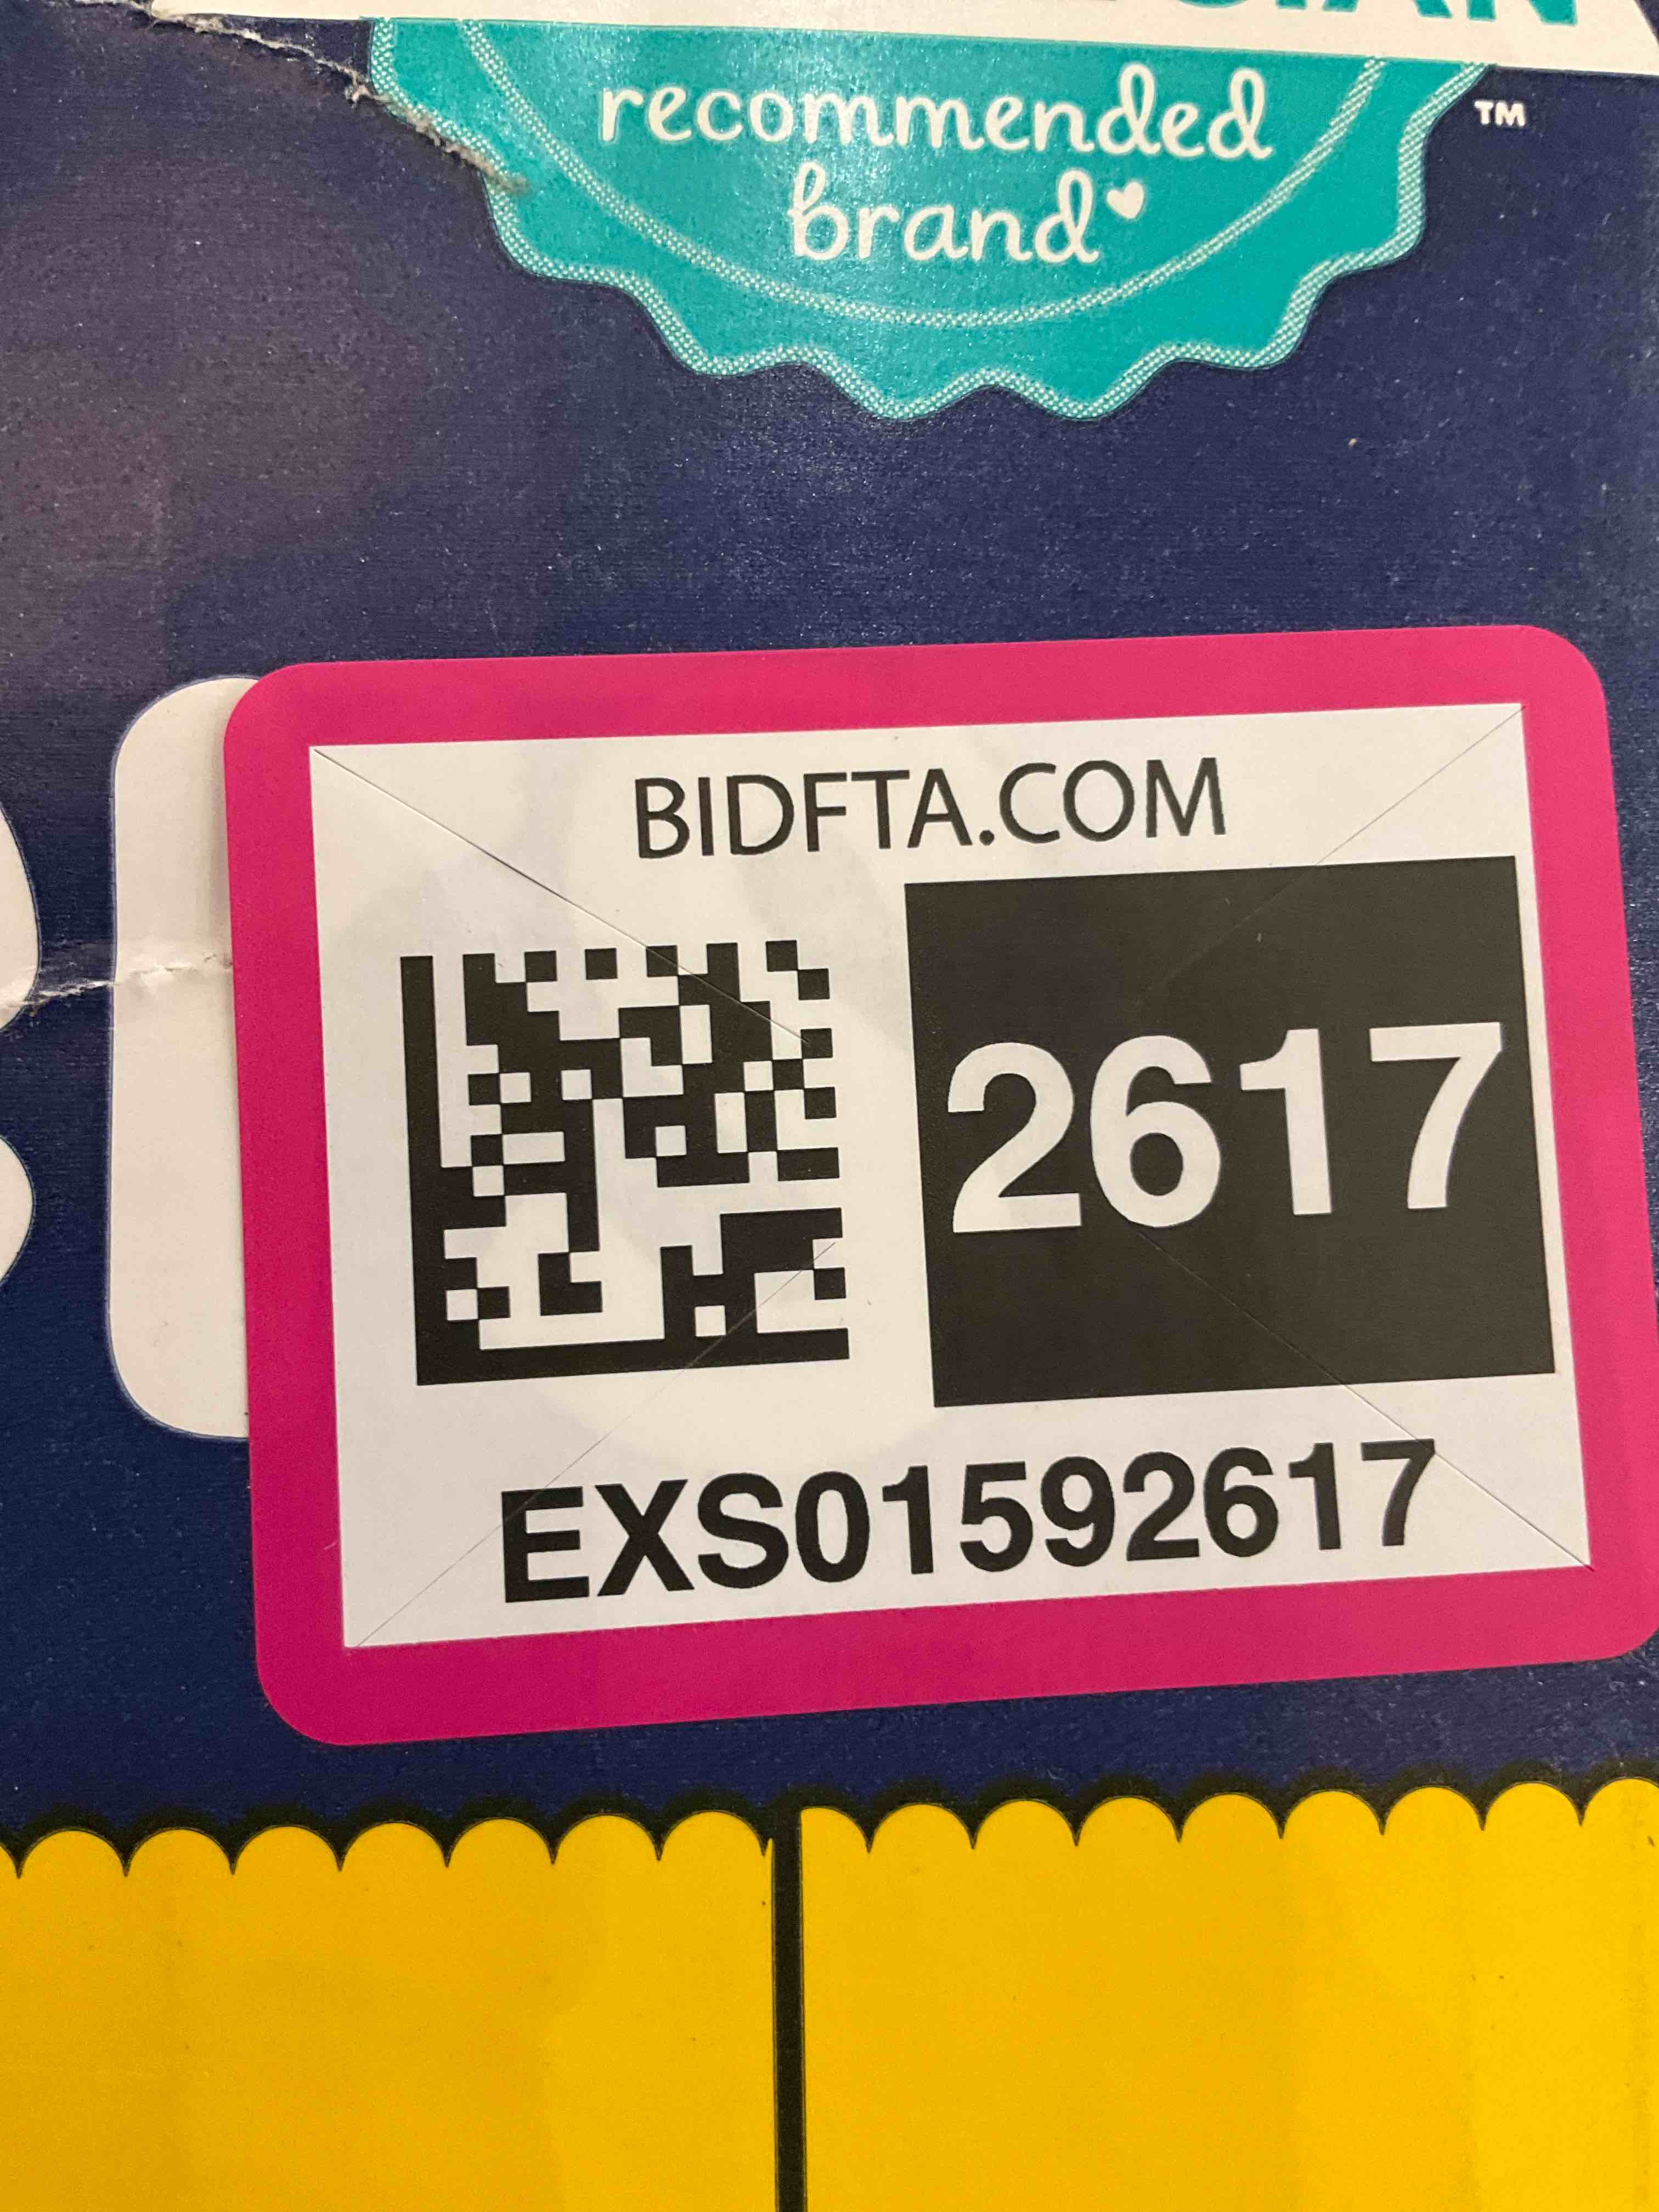 recommended
brand
TM
BIDFTA.COM
2617
EXS01592617